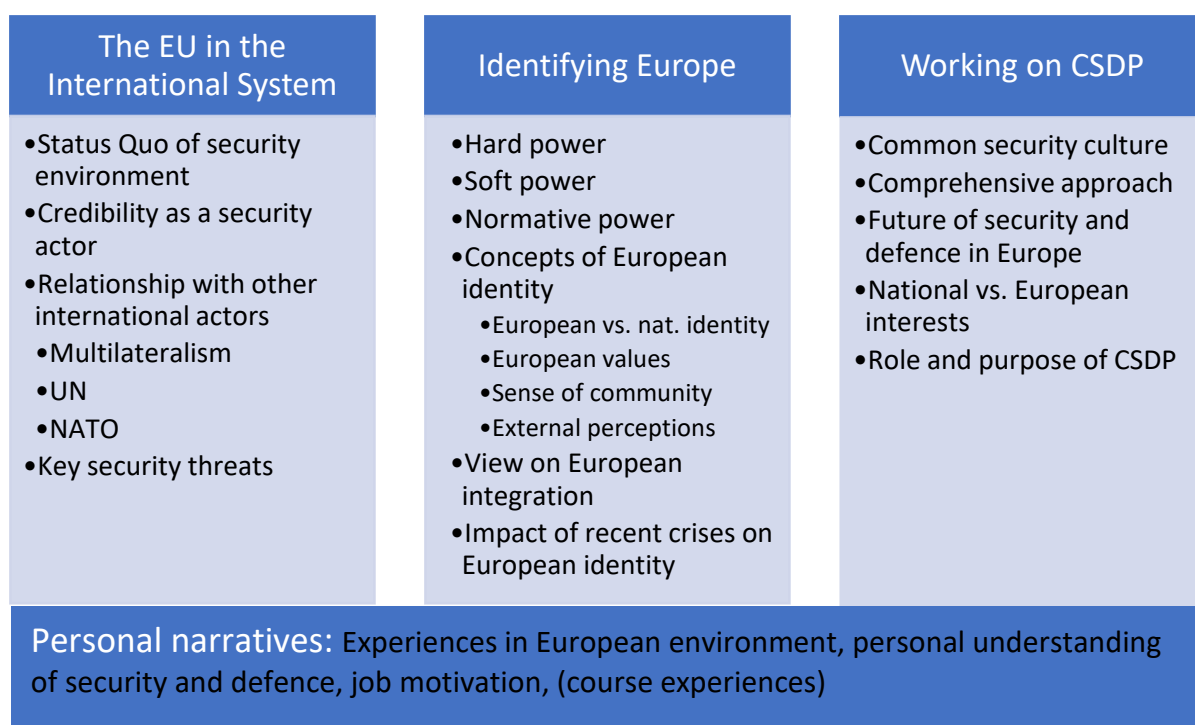 The EU in the
International System
•Status Quo of security
environment
•Credibility as a security
actor
•Relationship with other
international actors
•Multilateralism
•UN
•NATO
•Key security threats
Identifying Europe
•Hard power
•Soft power
•Normative power
•Concepts of European
identity
•European vs. nat. identity
•European values
•Sense of community
•External perceptions
•View on European
integration
•Impact of recent crises on
European identity
Working on CSDP
•Common security culture
•Comprehensive approach
•Future of security and
defence in Europe
•National vs. European
interests
•Role and purpose of CSDP
Personal narratives: Experiences in European environment, personal understanding
of security and defence, job motivation, (course experiences)